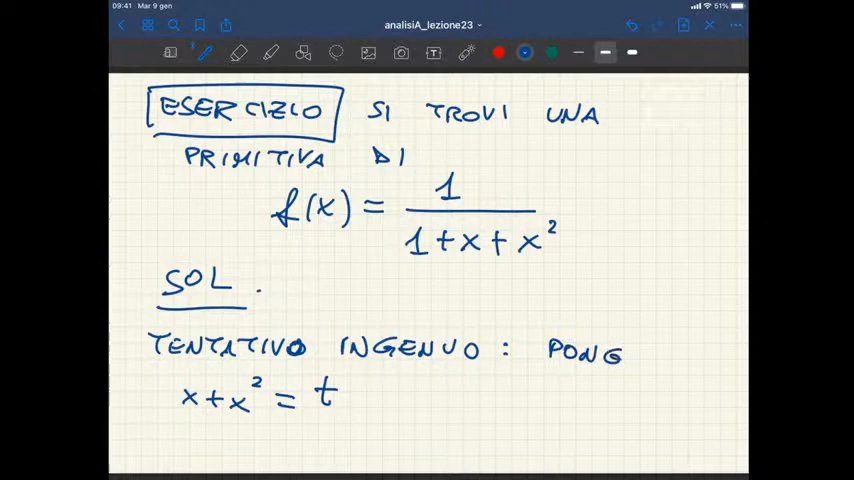 09:41 Mar 9 gen
51%
analisiA_lezione23
ESERCIZIO SI TROVI UNA
PRIMITIVA DI
f(x) = 1 / (1+x+x²)
SOL.
TENTATIVO INGENUO : PONG
x+x² = t